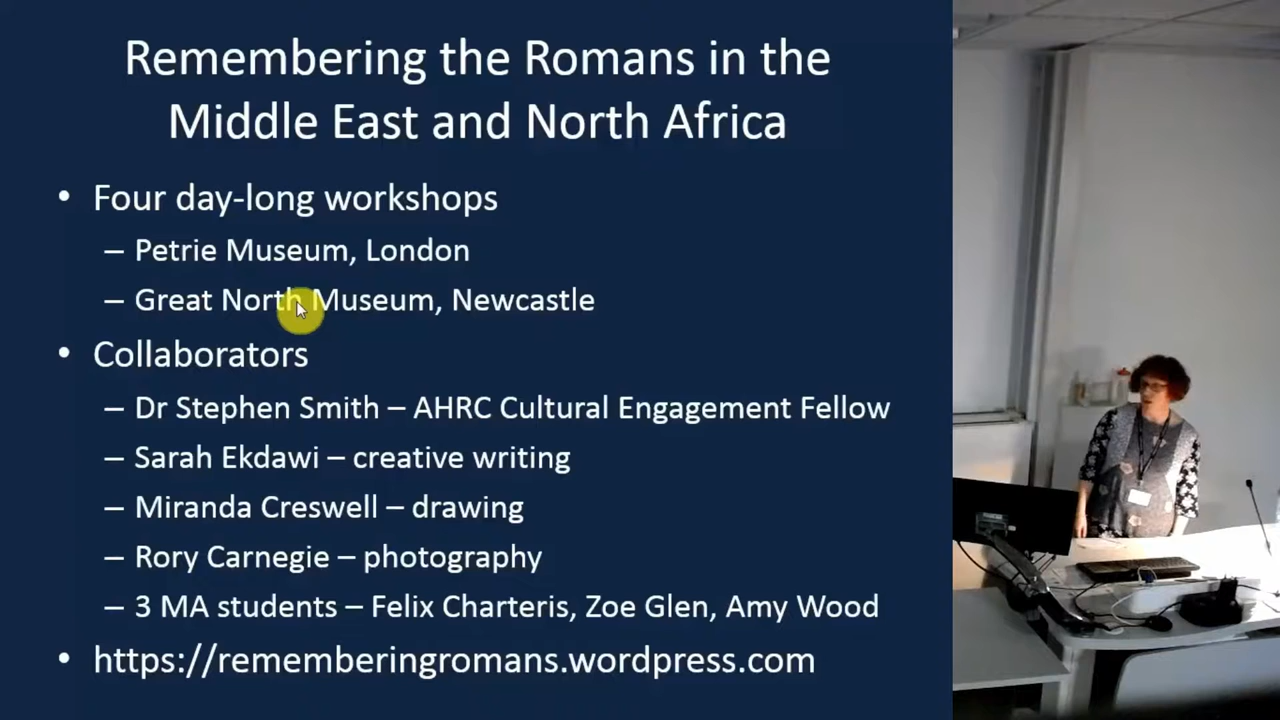 Remembering the Romans in the
Middle East and North Africa
• Four day-long workshops
– Petrie Museum, London
– Great North Museum, Newcastle
• Collaborators
– Dr Stephen Smith – AHRC Cultural Engagement Fellow
– Sarah Ekdawi – creative writing
– Miranda Creswell – drawing
– Rory Carnegie – photography
– 3 MA students – Felix Charteris, Zoe Glen, Amy Wood
• https://rememberingromans.wordpress.com